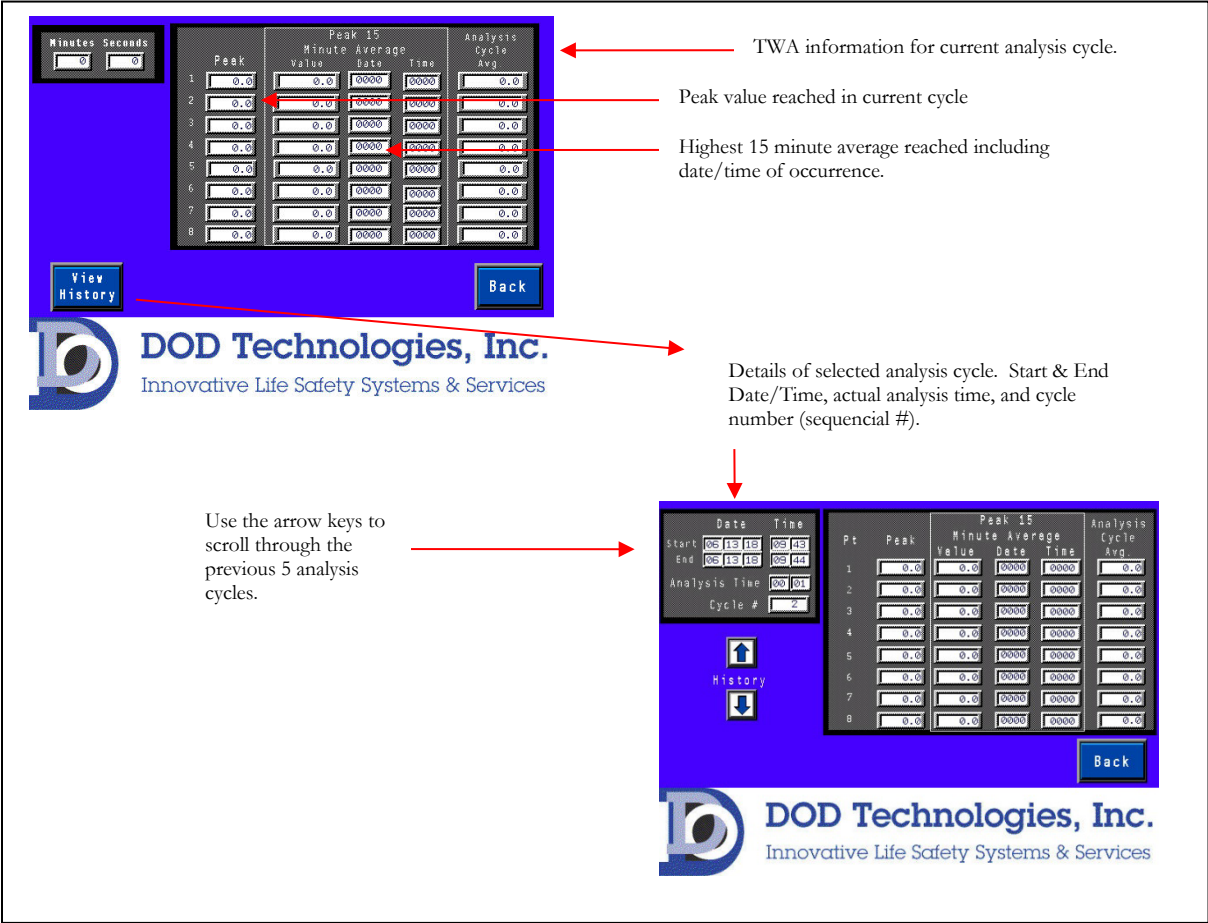 Minutes Seconds
0 0
Peak 15
Minute Average
Analysis
Cycle
Avg.
Peak Value Date Time
1 0.0 0.0 0000 0000 0.0
2 0.0 0.0 0000 0000 0.0
3 0.0 0.0 0000 0000 0.0
4 0.0 0.0 0000 0000 0.0
5 0.0 0.0 0000 0000 0.0
6 0.0 0.0 0000 0000 0.0
7 0.0 0.0 0000 0000 0.0
8 0.0 0.0 0000 0000 0.0
View
History
Back
DOD Technologies, Inc.
Innovative Life Safety Systems & Services
TWA information for current analysis cycle.
Peak value reached in current cycle
Highest 15 minute average reached including
date/time of occurrence.
Details of selected analysis cycle. Start & End
Date/Time, actual analysis time, and cycle
number (sequencial #).
Use the arrow keys to
scroll through the
previous 5 analysis
cycles.
Date Time
Start 06 13 18 09 43
End 06 13 18 09 44
Analysis Time 00 01
Cycle # 2
History
Peak 15
Minute Average
Analysis
Cycle
Avg.
Pt Peak Value Date Time
1 0.0 0.0 0000 0000 0.0
2 0.0 0.0 0000 0000 0.0
3 0.0 0.0 0000 0000 0.0
4 0.0 0.0 0000 0000 0.0
5 0.0 0.0 0000 0000 0.0
6 0.0 0.0 0000 0000 0.0
7 0.0 0.0 0000 0000 0.0
8 0.0 0.0 0000 0000 0.0
Back
DOD Technologies, Inc.
Innovative Life Safety Systems & Services